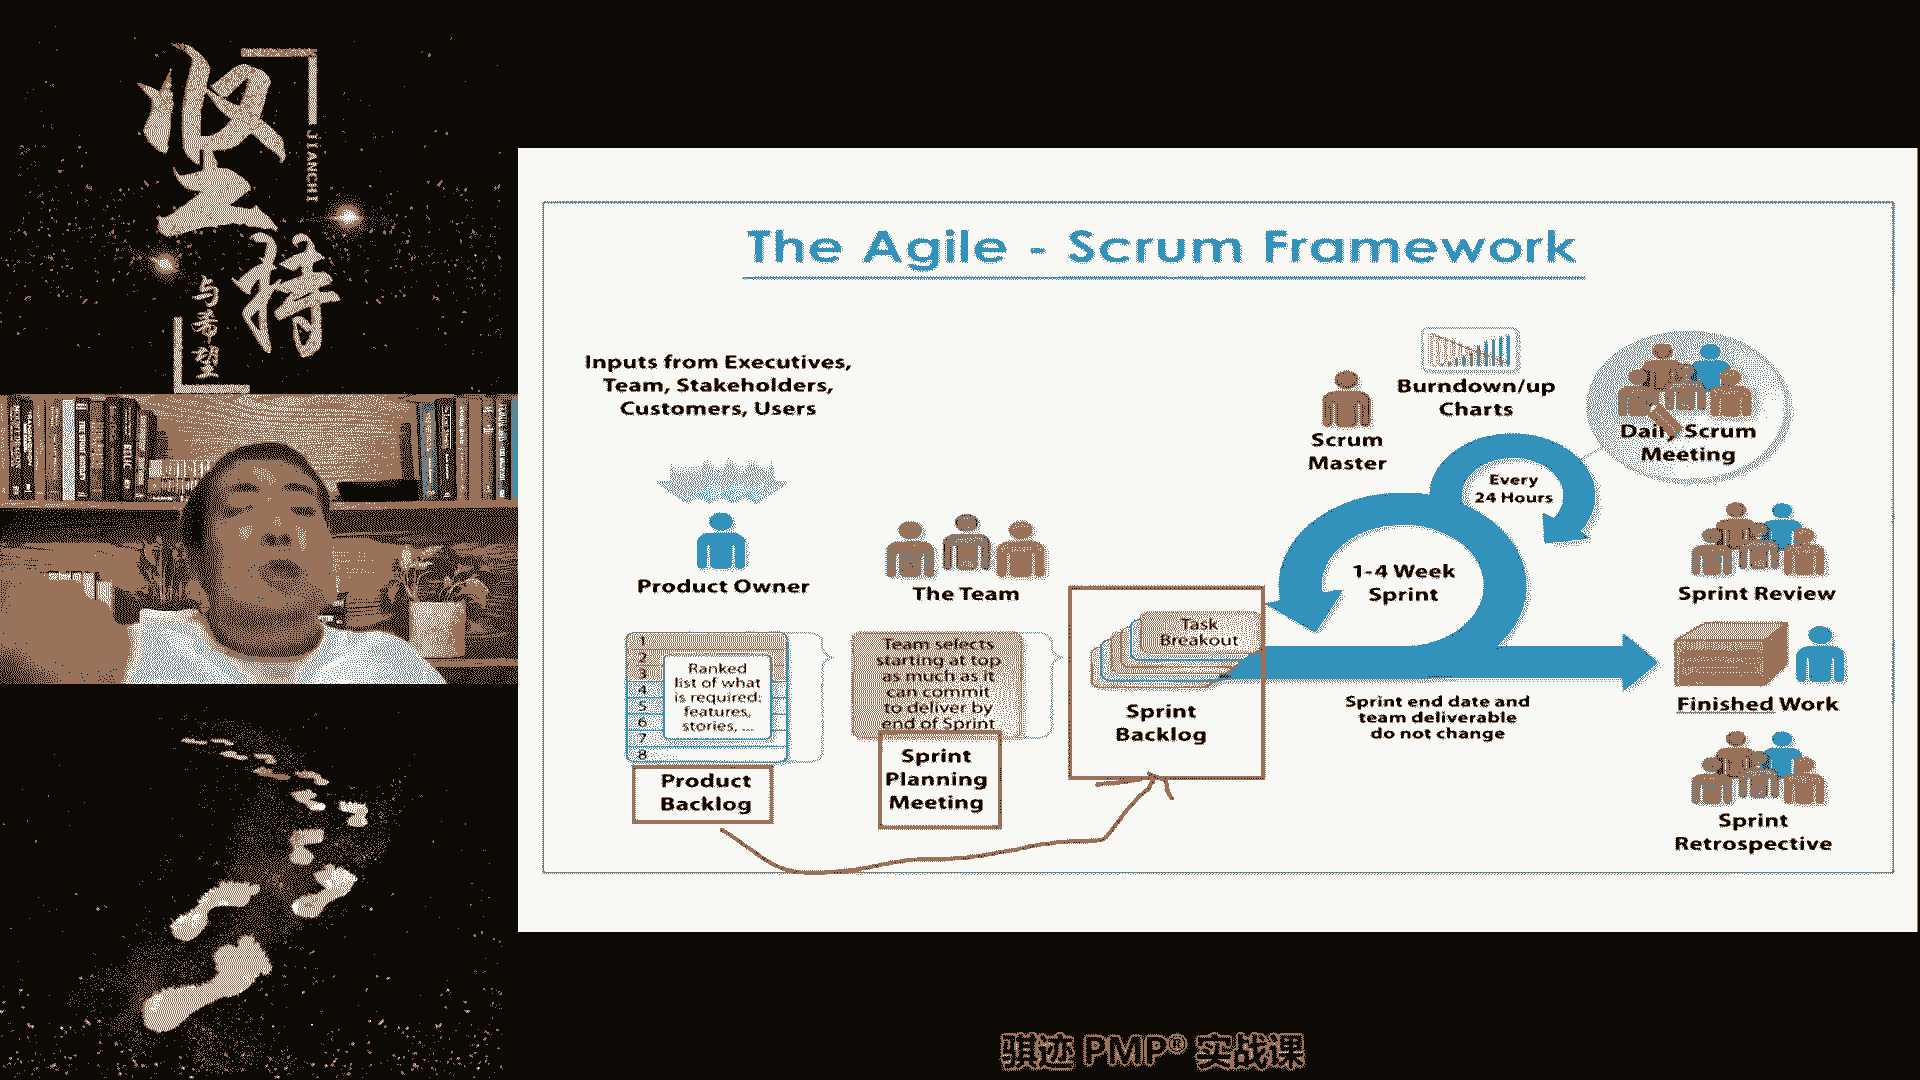 坚持
JIANCHI
与希望
The Agile - Scrum Framework
Inputs from Executives,
Team, Stakeholders,
Customers, Users
Product Owner
The Team
1
2
3
4
5
6
7
8
Ranked
list of what
is required:
features,
stories, ...
Product
Backlog
Team selects
starting at top
as much as it
can commit
to deliver by
end of Sprint
Sprint
Planning
Meeting
Task
Breakout
Sprint
Backlog
Scrum
Master
Burndown/up
Charts
Every
24 Hours
1-4 Week
Sprint
Sprint end date and
team deliverable
do not change
Daily Scrum
Meeting
Sprint Review
Finished Work
Sprint
Retrospective
骐迹 PMP® 实战课